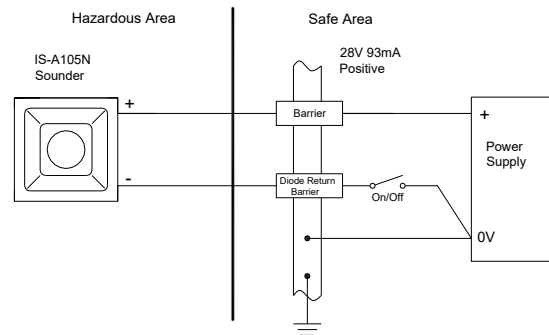 Hazardous Area
Safe Area
IS-A105N
Sounder
28V 93mA
Positive
+
Barrier
+
Power
Supply
-
Diode Return
Barrier
On/Off
0V